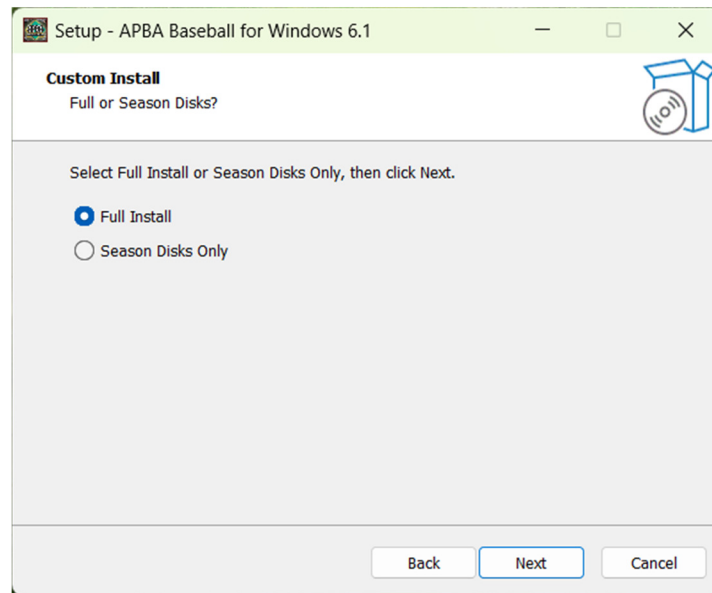 Setup - APBA Baseball for Windows 6.1
Custom Install
Full or Season Disks?
Select Full Install or Season Disks Only, then click Next.
Full Install
Season Disks Only
Back
Next
Cancel